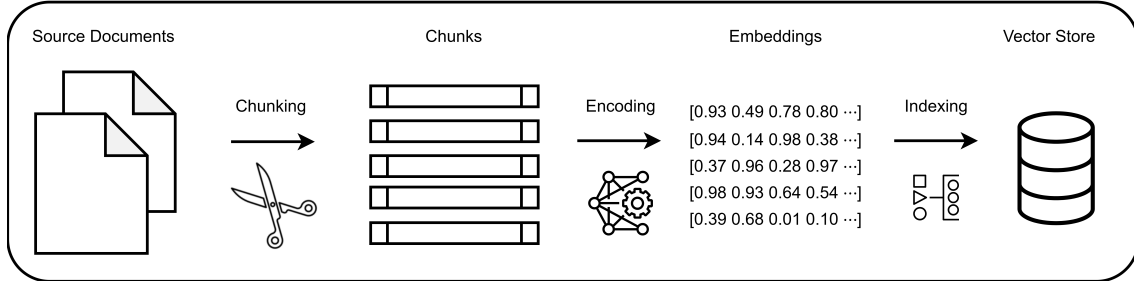 Source Documents
Chunks
Embeddings
Vector Store
Chunking
Encoding
Indexing
[0.93 0.49 0.78 0.80 ···]
[0.94 0.14 0.98 0.38 ···]
[0.37 0.96 0.28 0.97 ···]
[0.98 0.93 0.64 0.54 ···]
[0.39 0.68 0.01 0.10 ···]